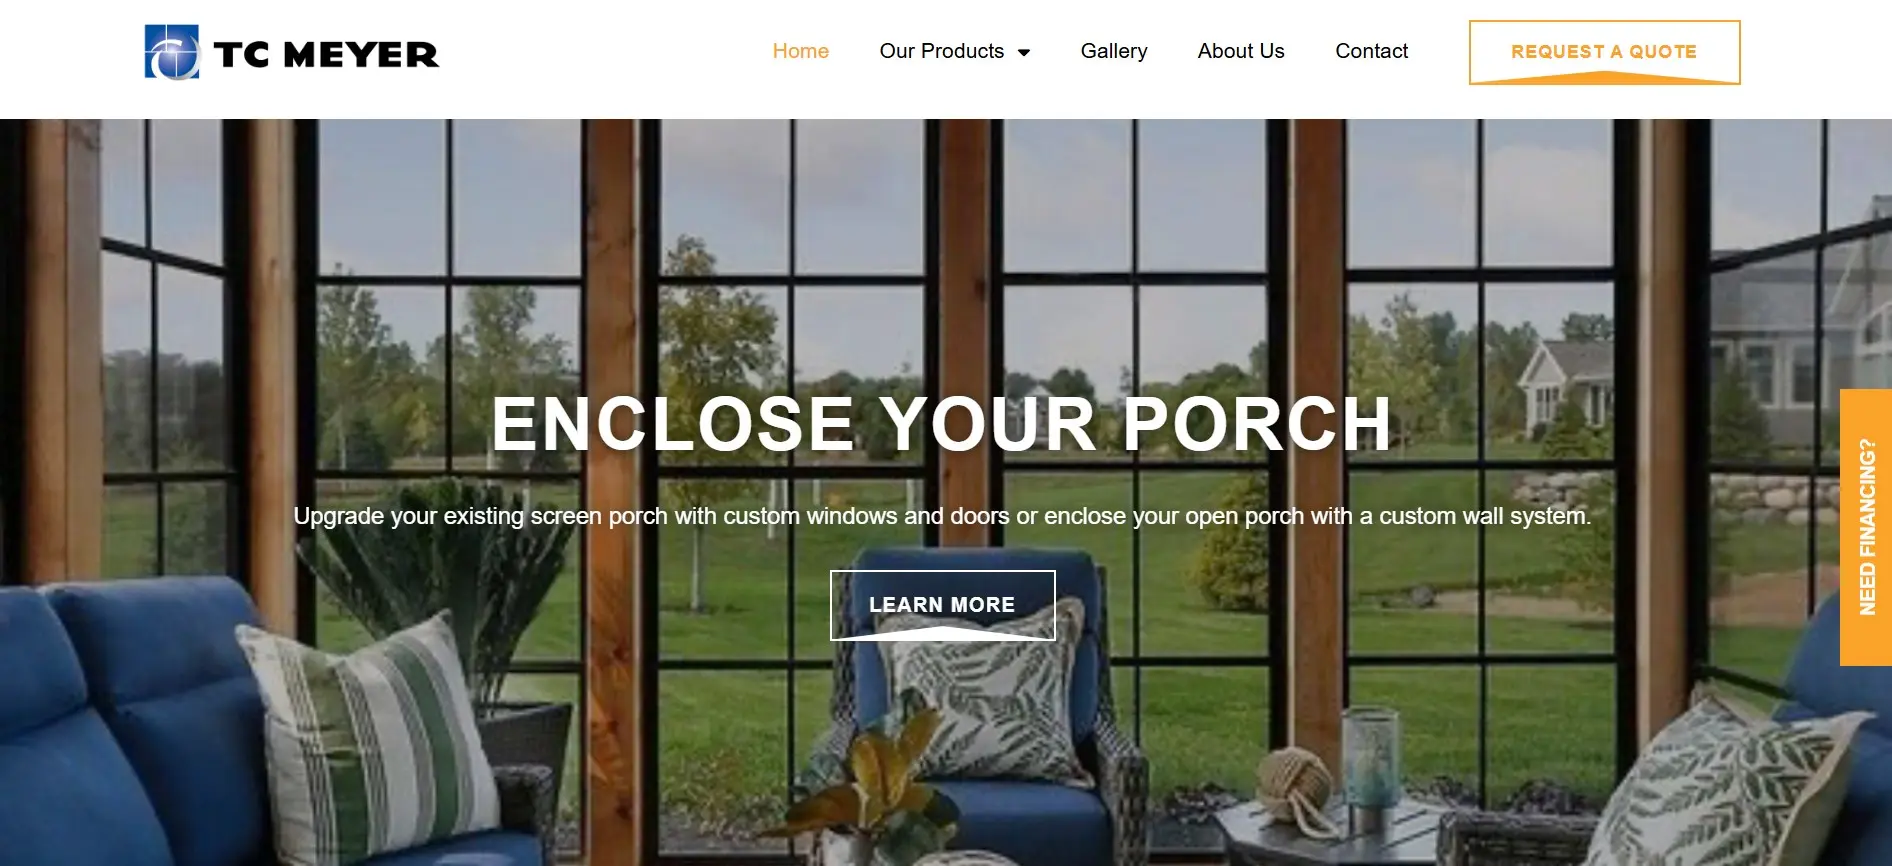 TC MEYER
Home
Our Products
Gallery
About Us
Contact
REQUEST A QUOTE
ENCLOSE YOUR PORCH
Upgrade your existing screen porch with custom windows and doors or enclose your open porch with a custom wall system.
LEARN MORE
NEED FINANCING?